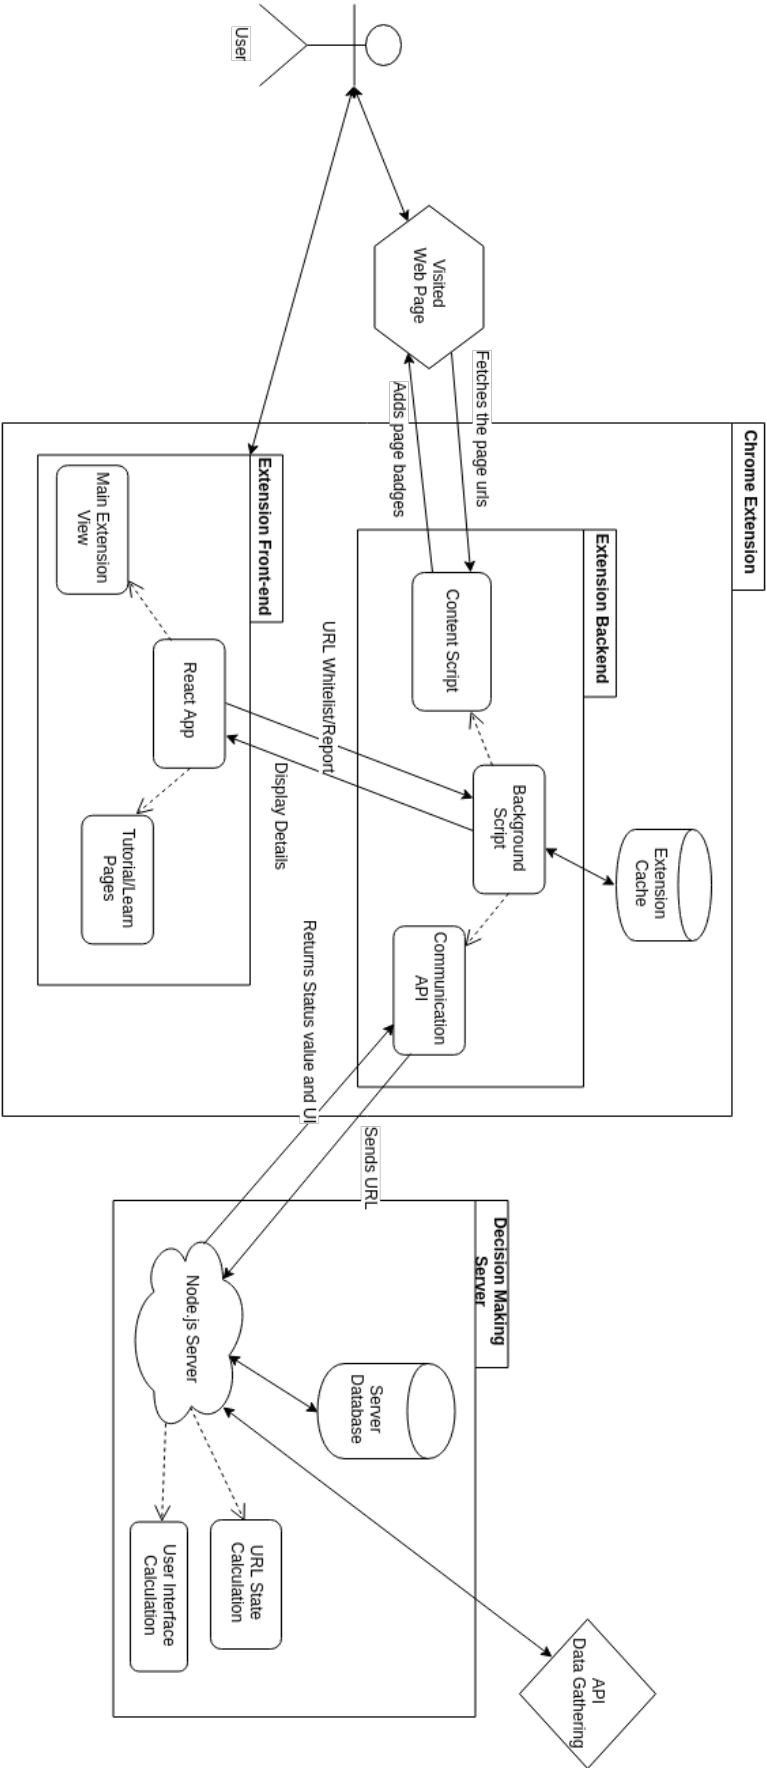 User
Visited
Web Page
Fetches the page urls
Adds page badges
Chrome Extension
Extension Backend
Content Script
Background
Script
Extension
Cache
Communication
API
URL Whitelist/Report
Display Details
Extension Front-end
Main Extension
View
React App
Tutorial/Learn
Pages
Returns Status value and UI
Sends URL
Decision Making
Server
Node.js Server
Server
Database
URL State
Calculation
User Interface
Calculation
API
Data Gathering